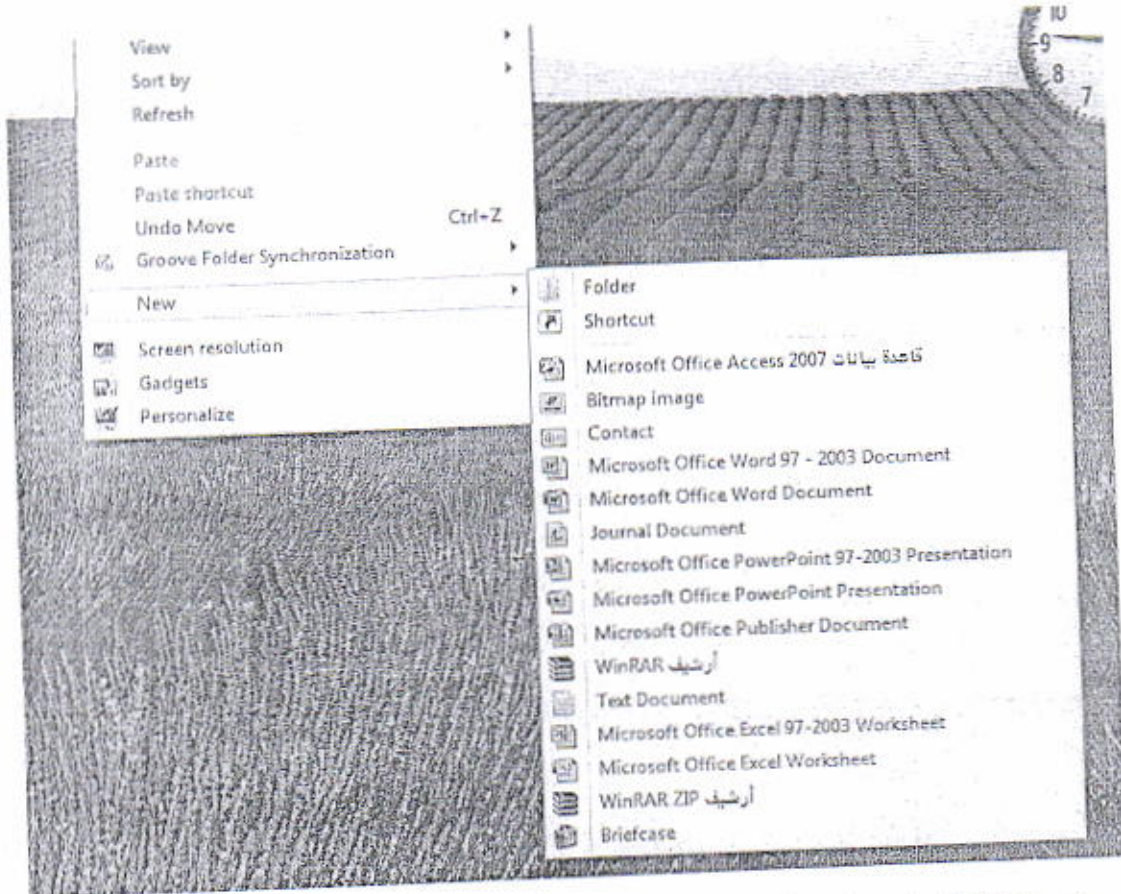 View
Sort by
Refresh
Paste
Paste shortcut
Undo Move Ctrl+Z
Groove Folder Synchronization
New
Screen resolution
Gadgets
Personalize
Folder
Shortcut
Microsoft Office Access 2007 قاعدة بيانات
Bitmap image
Contact
Microsoft Office Word 97 - 2003 Document
Microsoft Office Word Document
Journal Document
Microsoft Office PowerPoint 97-2003 Presentation
Microsoft Office PowerPoint Presentation
Microsoft Office Publisher Document
WinRAR أرشيف
Text Document
Microsoft Office Excel 97-2003 Worksheet
Microsoft Office Excel Worksheet
WinRAR ZIP أرشيف
Briefcase
10
9
8
7